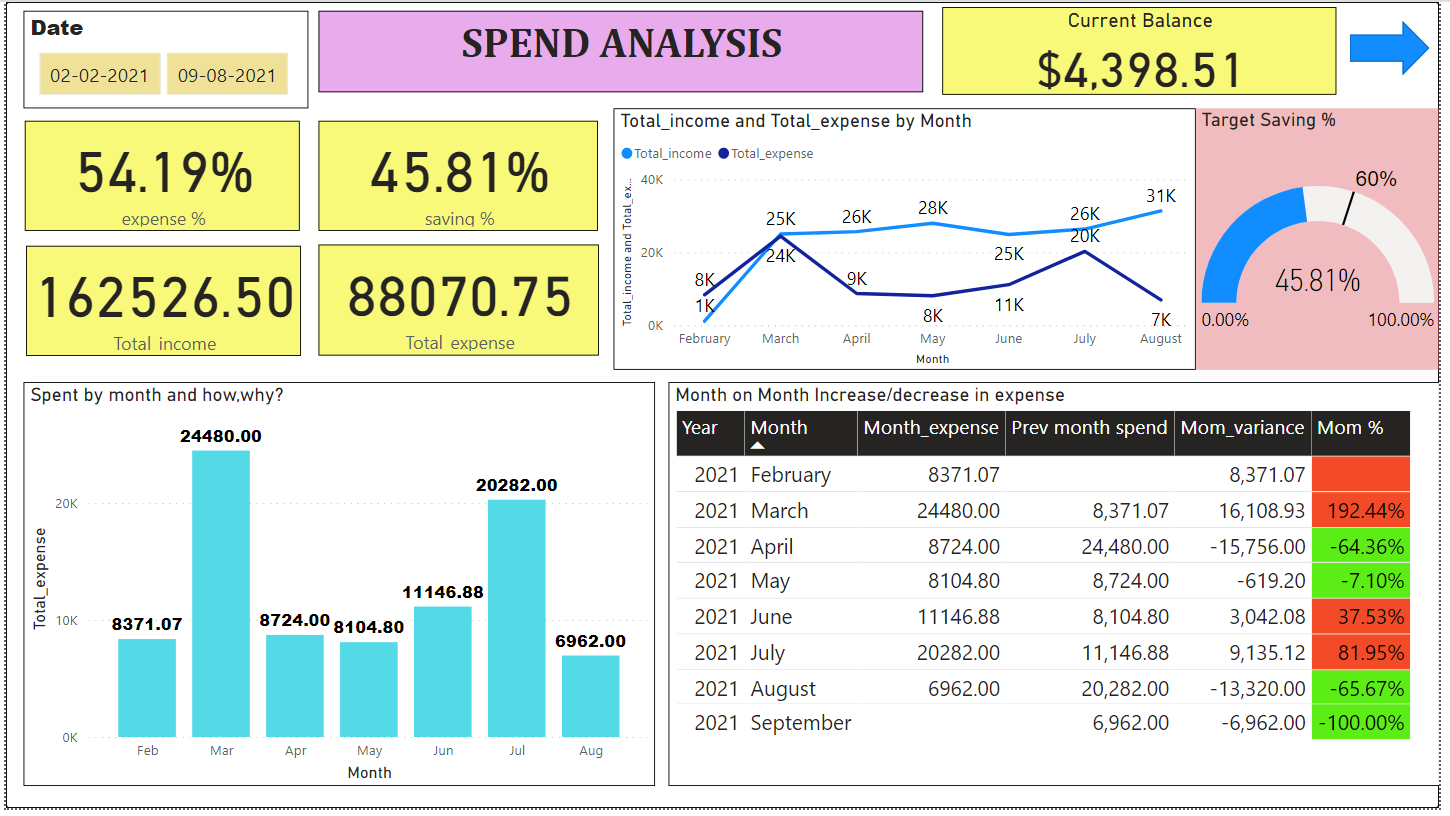 Date
02-02-2021 09-08-2021
SPEND ANALYSIS
Current Balance
$4,398.51
54.19%
expense %
45.81%
saving %
162526.50
Total income
88070.75
Total expense
Total_income and Total_expense by Month
Total_income Total_expense
Total_income and Total_ex...
40K
20K
0K
8K
1K
25K
24K
26K
9K
28K
8K
25K
11K
26K
20K
31K
7K
February March April May June July August
Month
Target Saving %
60%
45.81%
0.00% 100.00%
Spent by month and how,why?
Total_expense
20K
10K
0K
8371.07
24480.00
8724.00
8104.80
11146.88
20282.00
6962.00
Feb Mar Apr May Jun Jul Aug
Month
Month on Month Increase/decrease in expense
Year Month Month_expense Prev month spend Mom_variance Mom %
2021 February 8371.07 8,371.07
2021 March 24480.00 8,371.07 16,108.93 192.44%
2021 April 8724.00 24,480.00 -15,756.00 -64.36%
2021 May 8104.80 8,724.00 -619.20 -7.10%
2021 June 11146.88 8,104.80 3,042.08 37.53%
2021 July 20282.00 11,146.88 9,135.12 81.95%
2021 August 6962.00 20,282.00 -13,320.00 -65.67%
2021 September 6,962.00 -6,962.00 -100.00%